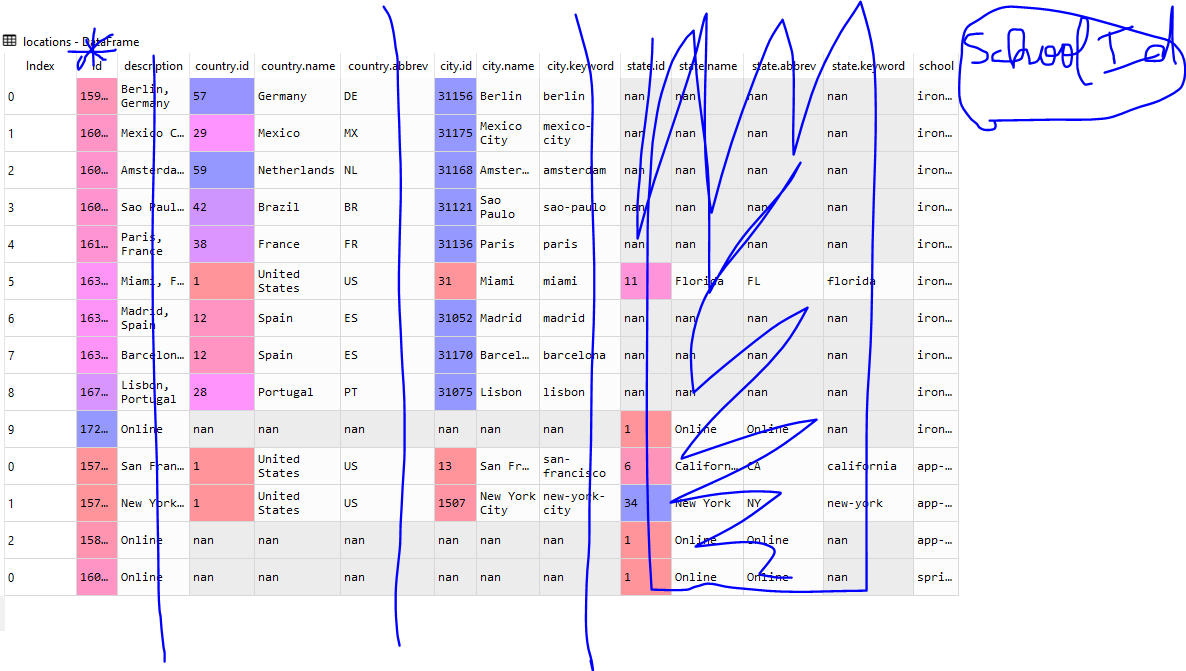 locations - DataFrame
School Id
Index id description country.id country.name country.abbrev city.id city.name city.keyword state.id state.name state.abbrev state.keyword school
0 159… Berlin, Germany 57 Germany DE 31156 Berlin berlin nan nan nan nan iron…
1 160… Mexico C… 29 Mexico MX 31175 Mexico City mexico-city nan nan nan nan iron…
2 160… Amsterda… 59 Netherlands NL 31168 Amster… amsterdam nan nan nan nan iron…
3 160… Sao Paul… 42 Brazil BR 31121 Sao Paulo sao-paulo nan nan nan nan iron…
4 161… Paris, France 38 France FR 31136 Paris paris nan nan nan nan iron…
5 163… Miami, F… 1 United States US 31 Miami miami 11 Florida FL florida iron…
6 163… Madrid, Spain 12 Spain ES 31052 Madrid madrid nan nan nan nan iron…
7 163… Barcelon… 12 Spain ES 31170 Barcel… barcelona nan nan nan nan iron…
8 167… Lisbon, Portugal 28 Portugal PT 31075 Lisbon lisbon nan nan nan nan iron…
9 172… Online nan nan nan nan nan nan 1 Online Online nan iron…
0 157… San Fran… 1 United States US 13 San Fr… san-francisco 6 Californ… CA california app-…
1 157… New York… 1 United States US 1507 New York City new-york-city 34 New York NY new-york app-…
2 158… Online nan nan nan nan nan nan 1 Online Online nan app-…
0 160… Online nan nan nan nan nan nan 1 Online Online nan spri…